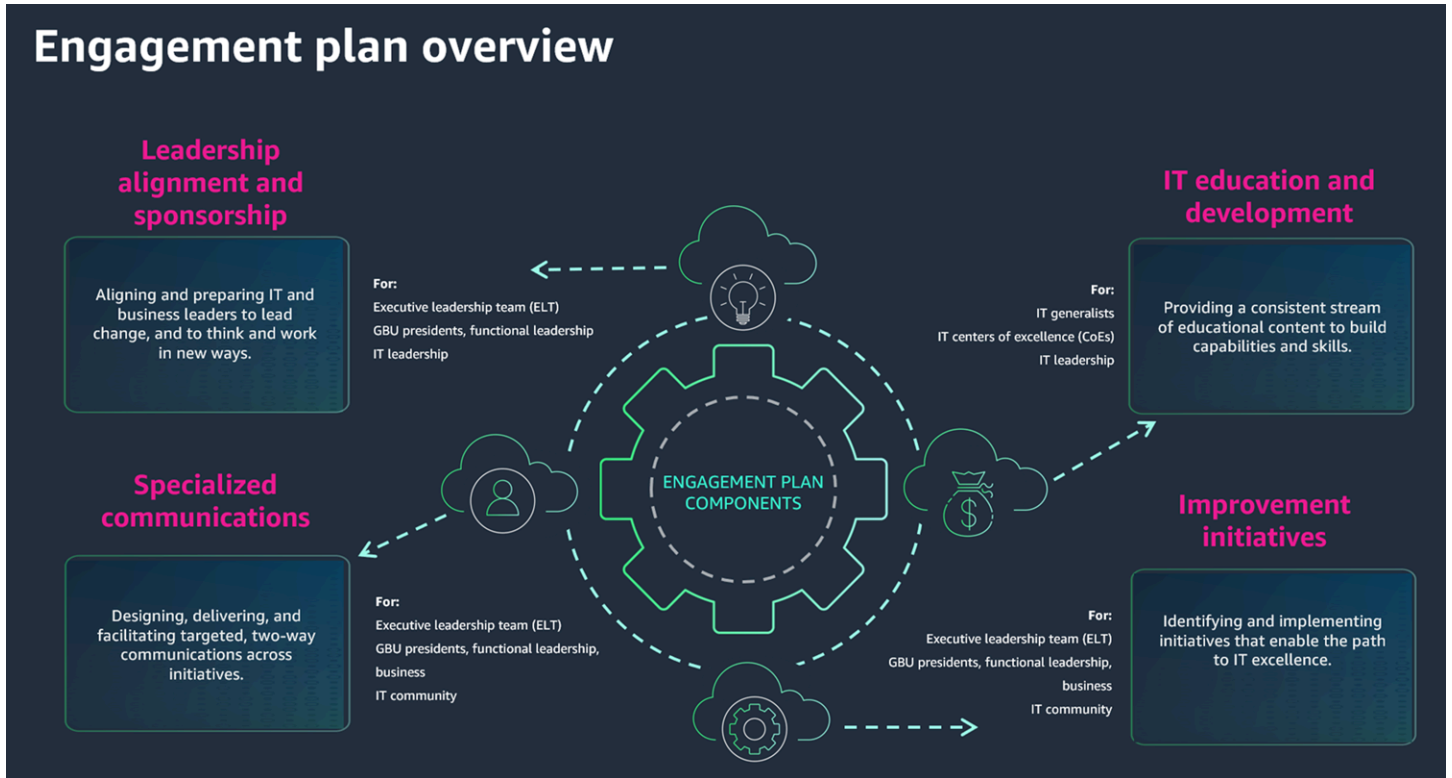 Engagement plan overview
Leadership
alignment and
sponsorship
Aligning and preparing IT and
business leaders to lead
change, and to think and work
in new ways.
For:
Executive leadership team (ELT)
GBU presidents, functional leadership
IT leadership
IT education and
development
For:
IT generalists
IT centers of excellence (CoEs)
IT leadership
Providing a consistent stream
of educational content to build
capabilities and skills.
ENGAGEMENT PLAN
COMPONENTS
$
Specialized
communications
Designing, delivering, and
facilitating targeted, two-way
communications across
initiatives.
For:
Executive leadership team (ELT)
GBU presidents, functional leadership,
business
IT community
Improvement
initiatives
For:
Executive leadership team (ELT)
GBU presidents, functional leadership,
business
IT community
Identifying and implementing
initiatives that enable the path
to IT excellence.